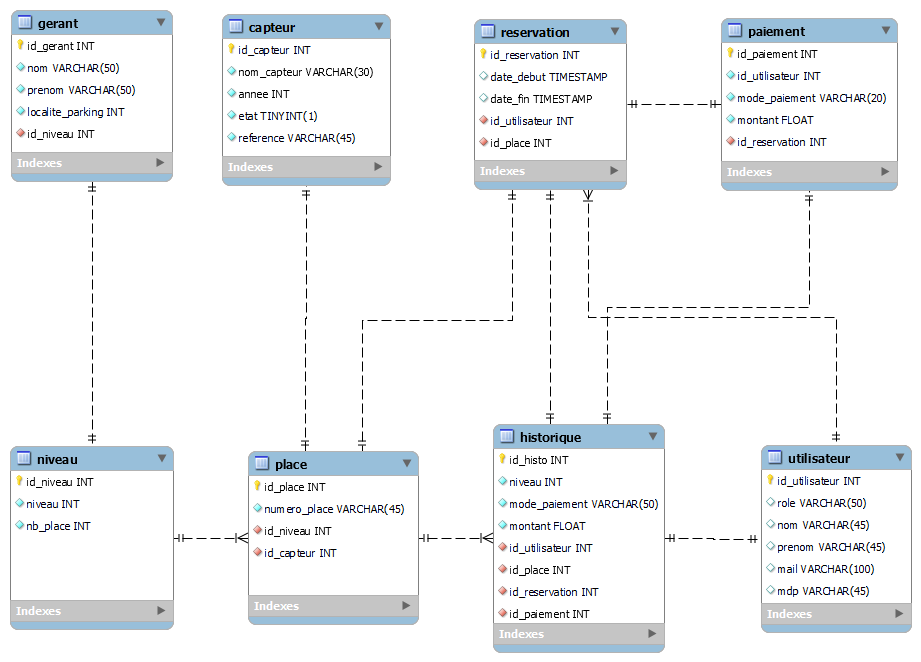 gerant
id_gerant INT
nom VARCHAR(50)
prenom VARCHAR(50)
localite_parking INT
id_niveau INT
Indexes
capteur
id_capteur INT
nom_capteur VARCHAR(30)
annee INT
etat TINYINT(1)
reference VARCHAR(45)
Indexes
reservation
id_reservation INT
date_debut TIMESTAMP
date_fin TIMESTAMP
id_utilisateur INT
id_place INT
Indexes
paiement
id_paiement INT
id_utilisateur INT
mode_paiement VARCHAR(20)
montant FLOAT
id_reservation INT
Indexes
niveau
id_niveau INT
niveau INT
nb_place INT
Indexes
place
id_place INT
numero_place VARCHAR(45)
id_niveau INT
id_capteur INT
Indexes
historique
id_histo INT
niveau INT
mode_paiement VARCHAR(50)
montant FLOAT
id_utilisateur INT
id_place INT
id_reservation INT
id_paiement INT
Indexes
utilisateur
id_utilisateur INT
role VARCHAR(50)
nom VARCHAR(45)
prenom VARCHAR(45)
mail VARCHAR(100)
mdp VARCHAR(45)
Indexes